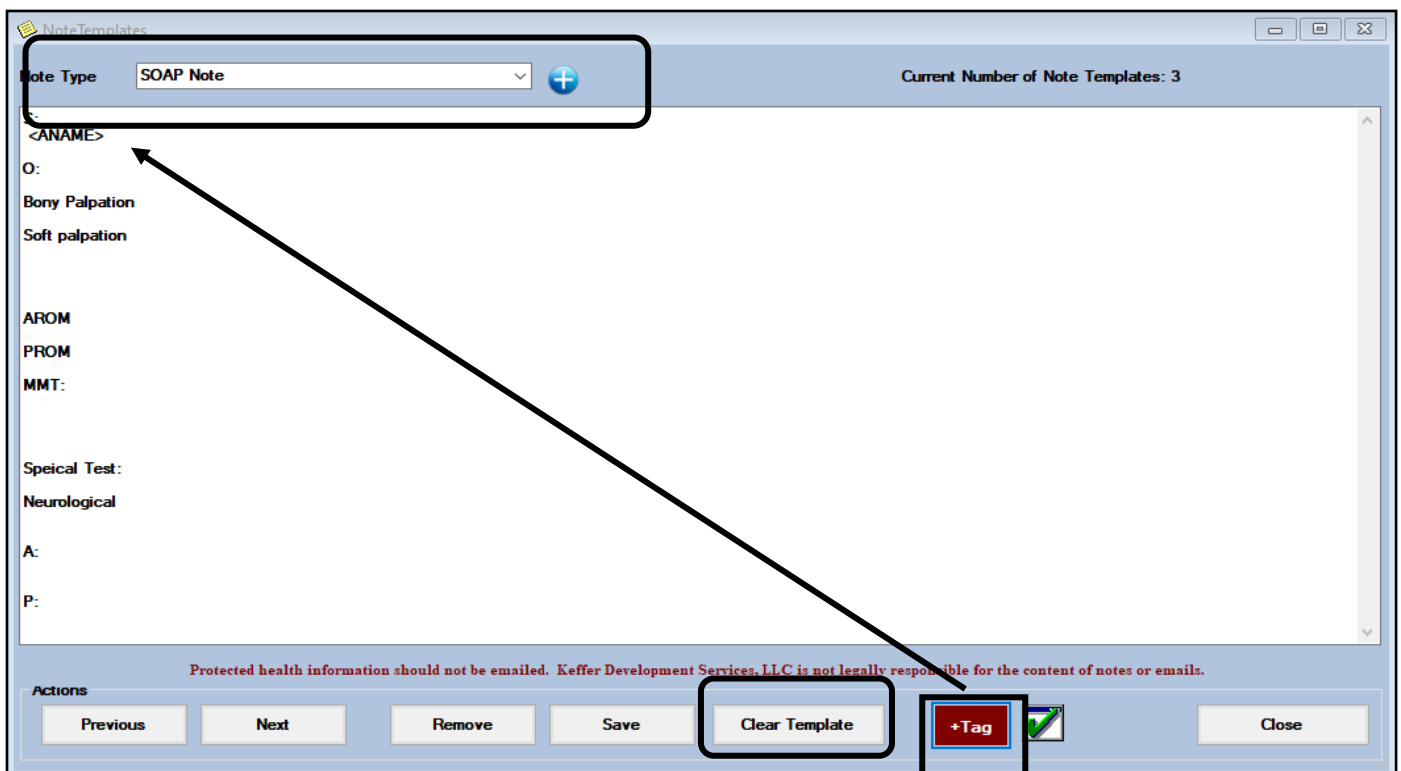 NoteTemplates
Note Type SOAP Note Current Number of Note Templates: 3
S:
<ANAME>
O:
Bony Palpation
Soft palpation
AROM
PROM
MMT:
Speical Test:
Neurological
A:
P:
Protected health information should not be emailed. Keffer Development Services, LLC is not legally responsible for the content of notes or emails.
Actions
Previous Next Remove Save Clear Template +Tag Close